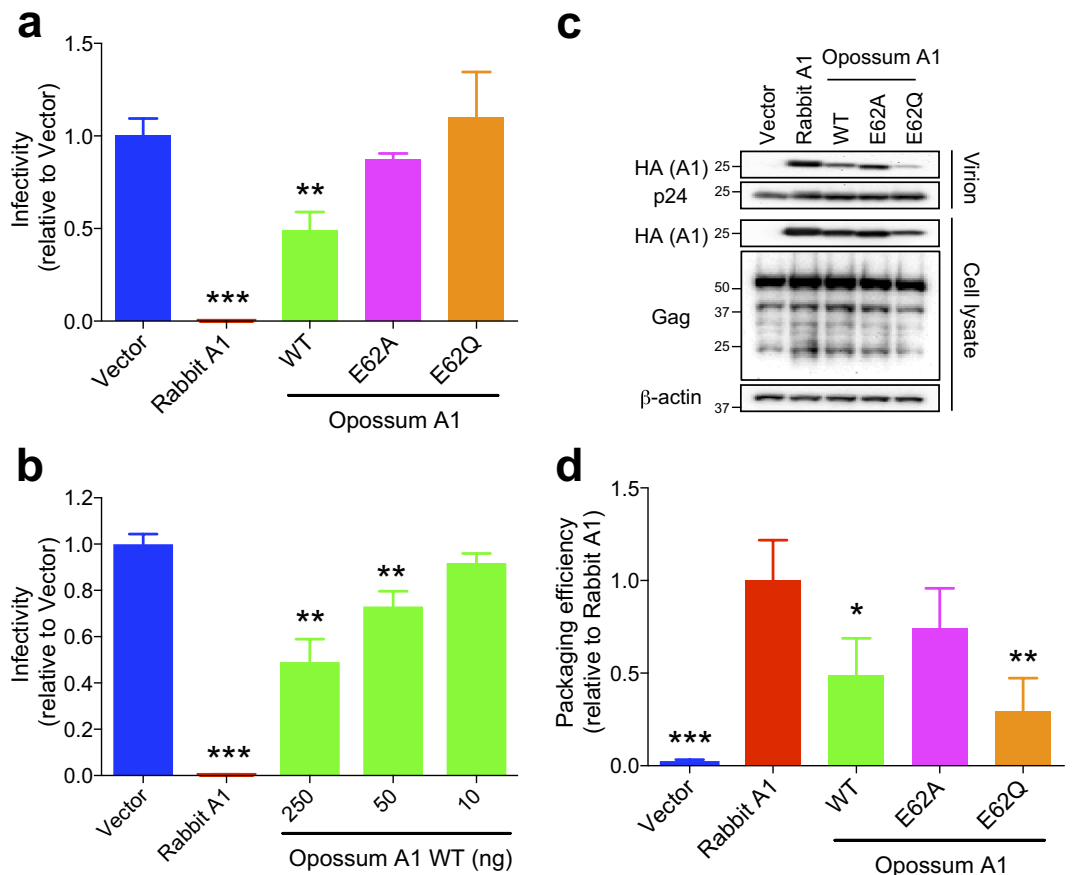 a
Infectivity
(relative to Vector)
1.5
1.0
0.5
0.0
***
**
Vector
Rabbit A1
WT
E62A
E62Q
Opossum A1
b
Infectivity
(relative to Vector)
1.2
1.0
0.8
0.6
0.4
0.2
0.0
***
**
**
Vector
Rabbit A1
250
50
10
Opossum A1 WT (ng)
c
Opossum A1
Vector
Rabbit A1
WT
E62A
E62Q
HA (A1)
25
p24
25
Virion
HA (A1)
25
Gag
50
37
25
β-actin
37
Cell lysate
d
Packaging efficiency
(relative to Rabbit A1)
1.5
1.0
0.5
0.0
***
*
**
Vector
Rabbit A1
WT
E62A
E62Q
Opossum A1